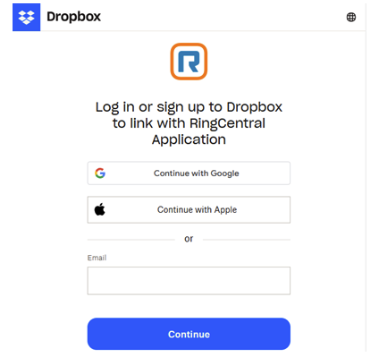 Dropbox
R
Log in or sign up to Dropbox
to link with RingCentral
Application
Continue with Google
Continue with Apple
or
Email
Continue